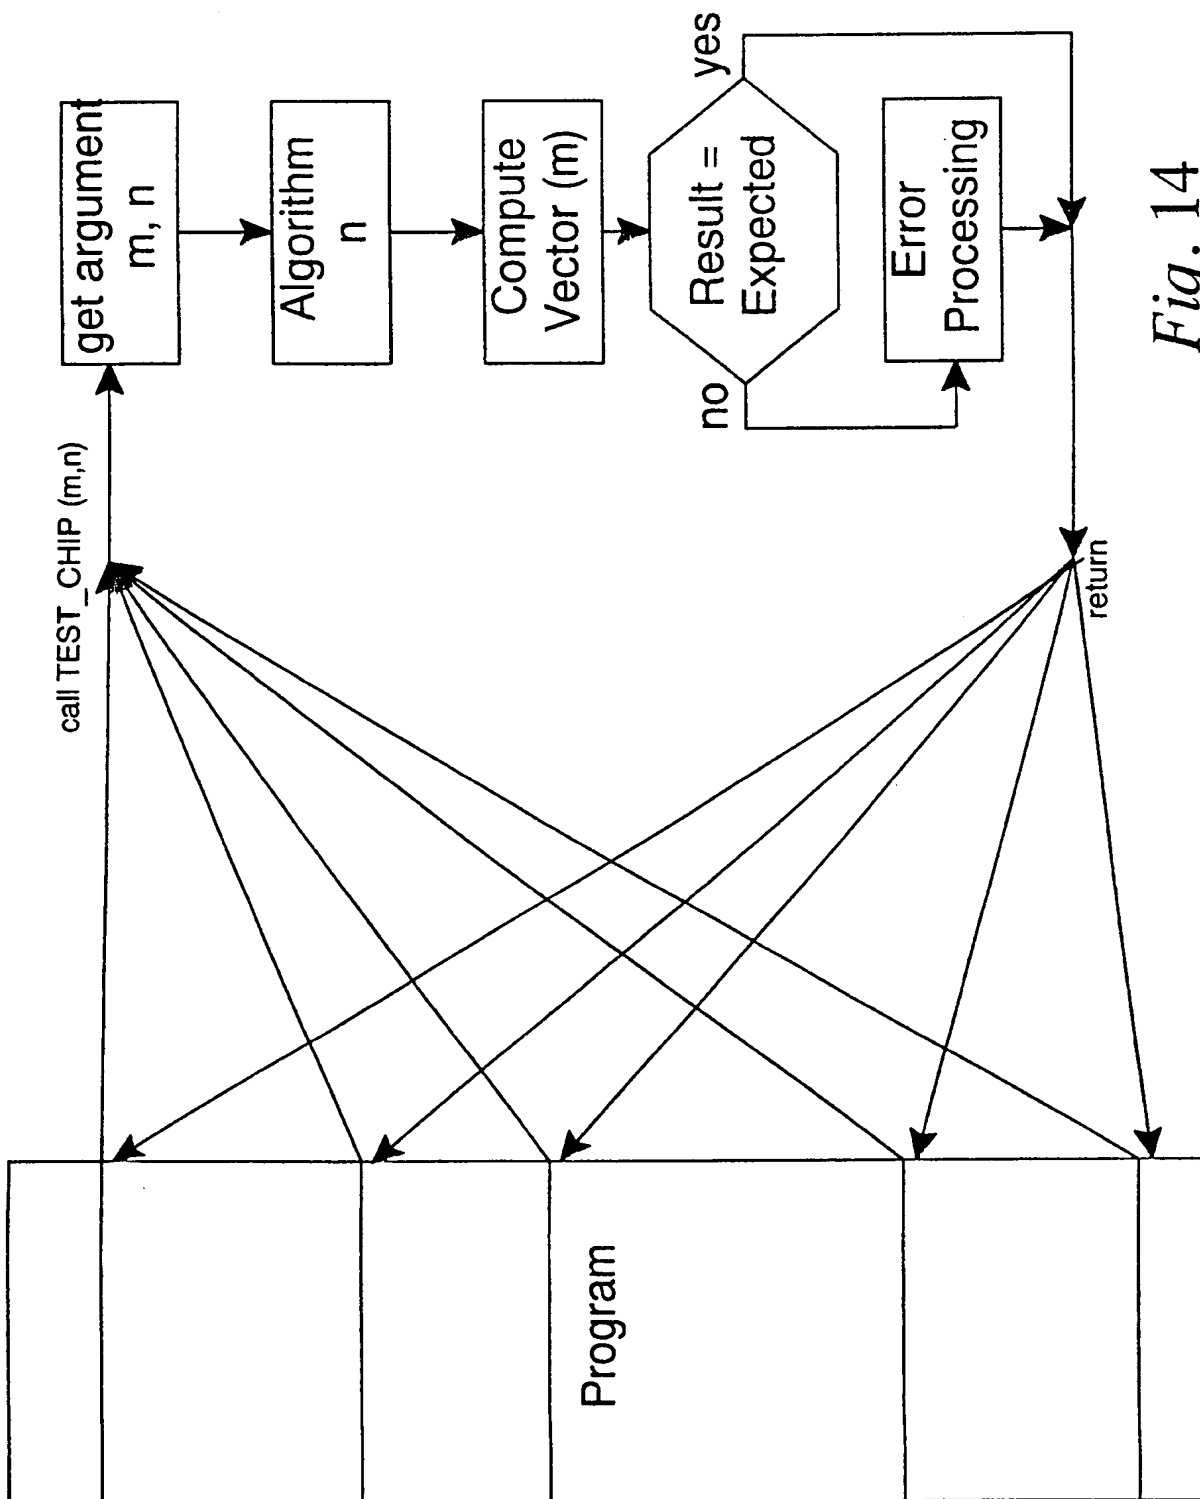 Program
call TEST_CHIP (m,n)
get argument
m, n
Algorithm
n
Compute
Vector (m)
Result =
Expected
yes
no
Error
Processing
return
Fig. 14